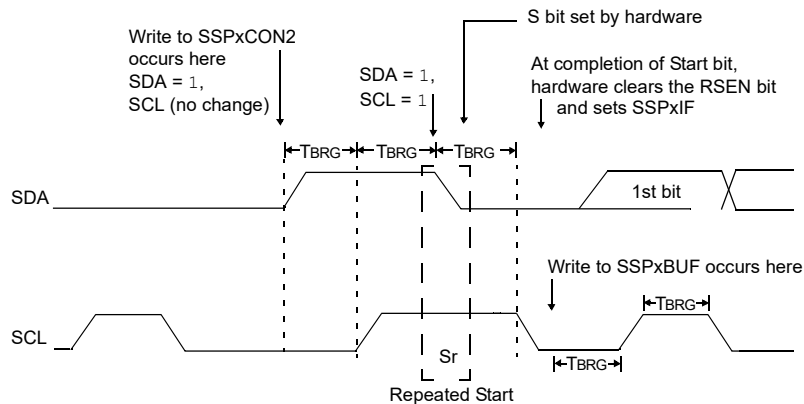 S bit set by hardware
Write to SSPxCON2
occurs here
SDA = 1,
SCL (no change)
SDA = 1,
SCL = 1
At completion of Start bit,
hardware clears the RSEN bit
and sets SSPxIF
TBRG
TBRG
TBRG
SDA
1st bit
Write to SSPxBUF occurs here
TBRG
SCL
Sr
TBRG
Repeated Start